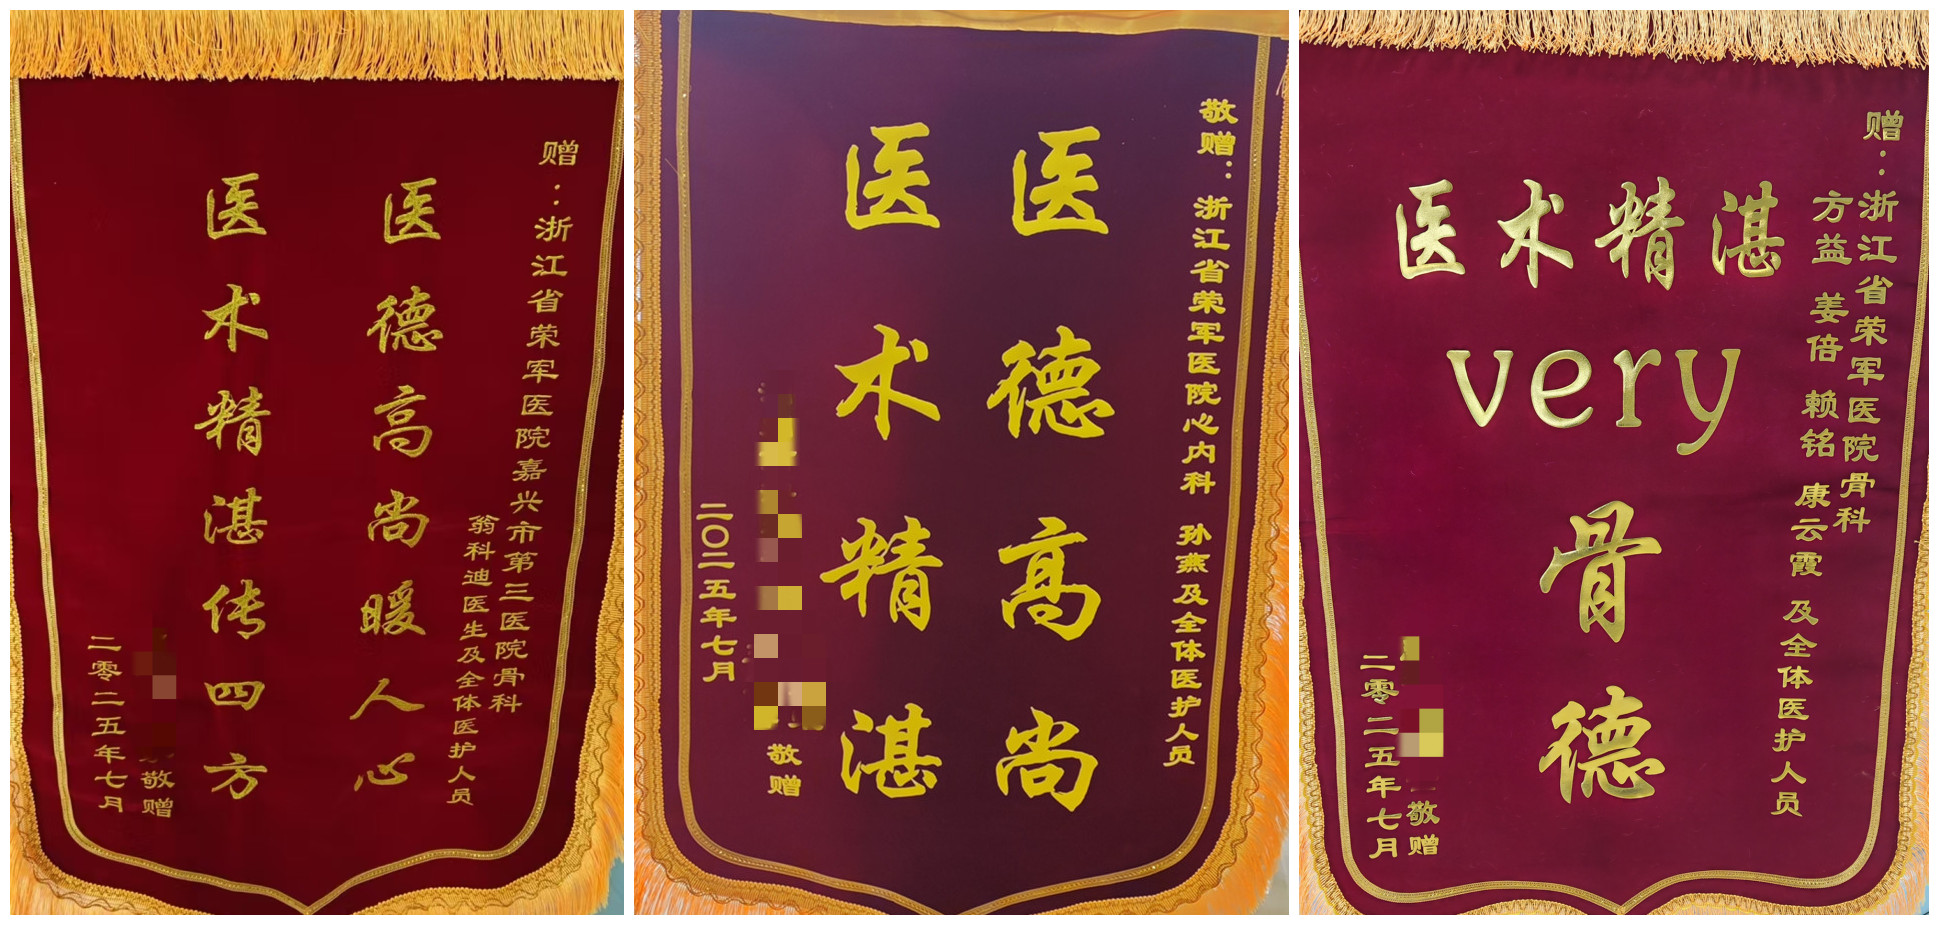 赠：浙江省荣军医院嘉兴市第三医院骨科
翁科迪医生及全体医护人员
医德高尚暖人心
医术精湛传四方
敬赠
二零二五年七月
敬赠：浙江省荣军医院心内科 孙燕及全体医护人员
医德高尚
医术精湛
敬赠
二〇二五年七月
赠：浙江省荣军医院骨科
方益 姜倍 赖铭 康云霞 及全体医护人员
医术精湛
very
骨
德
敬赠
二零二五年七月